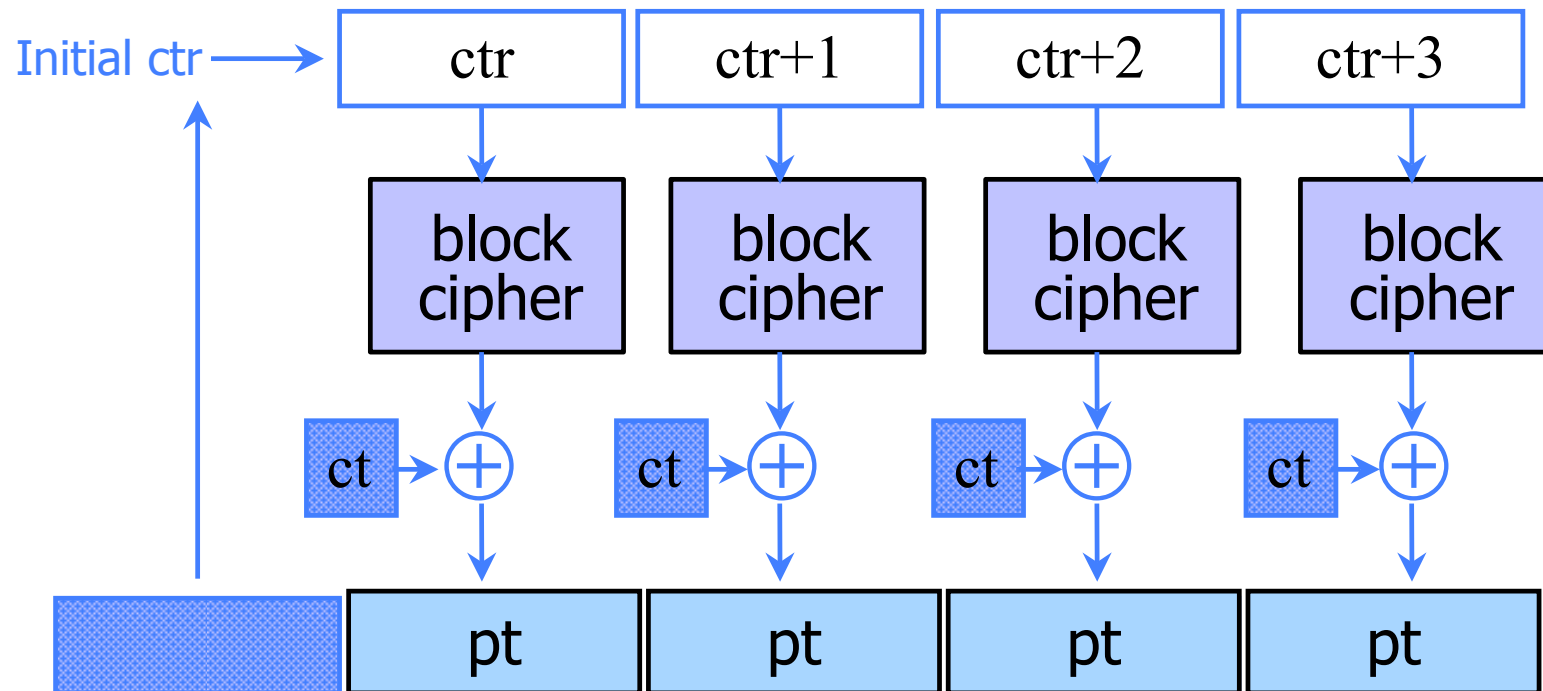 Initial ctr
ctr ctr+1 ctr+2 ctr+3
block block block block
cipher cipher cipher cipher
ct ct ct ct
pt pt pt pt